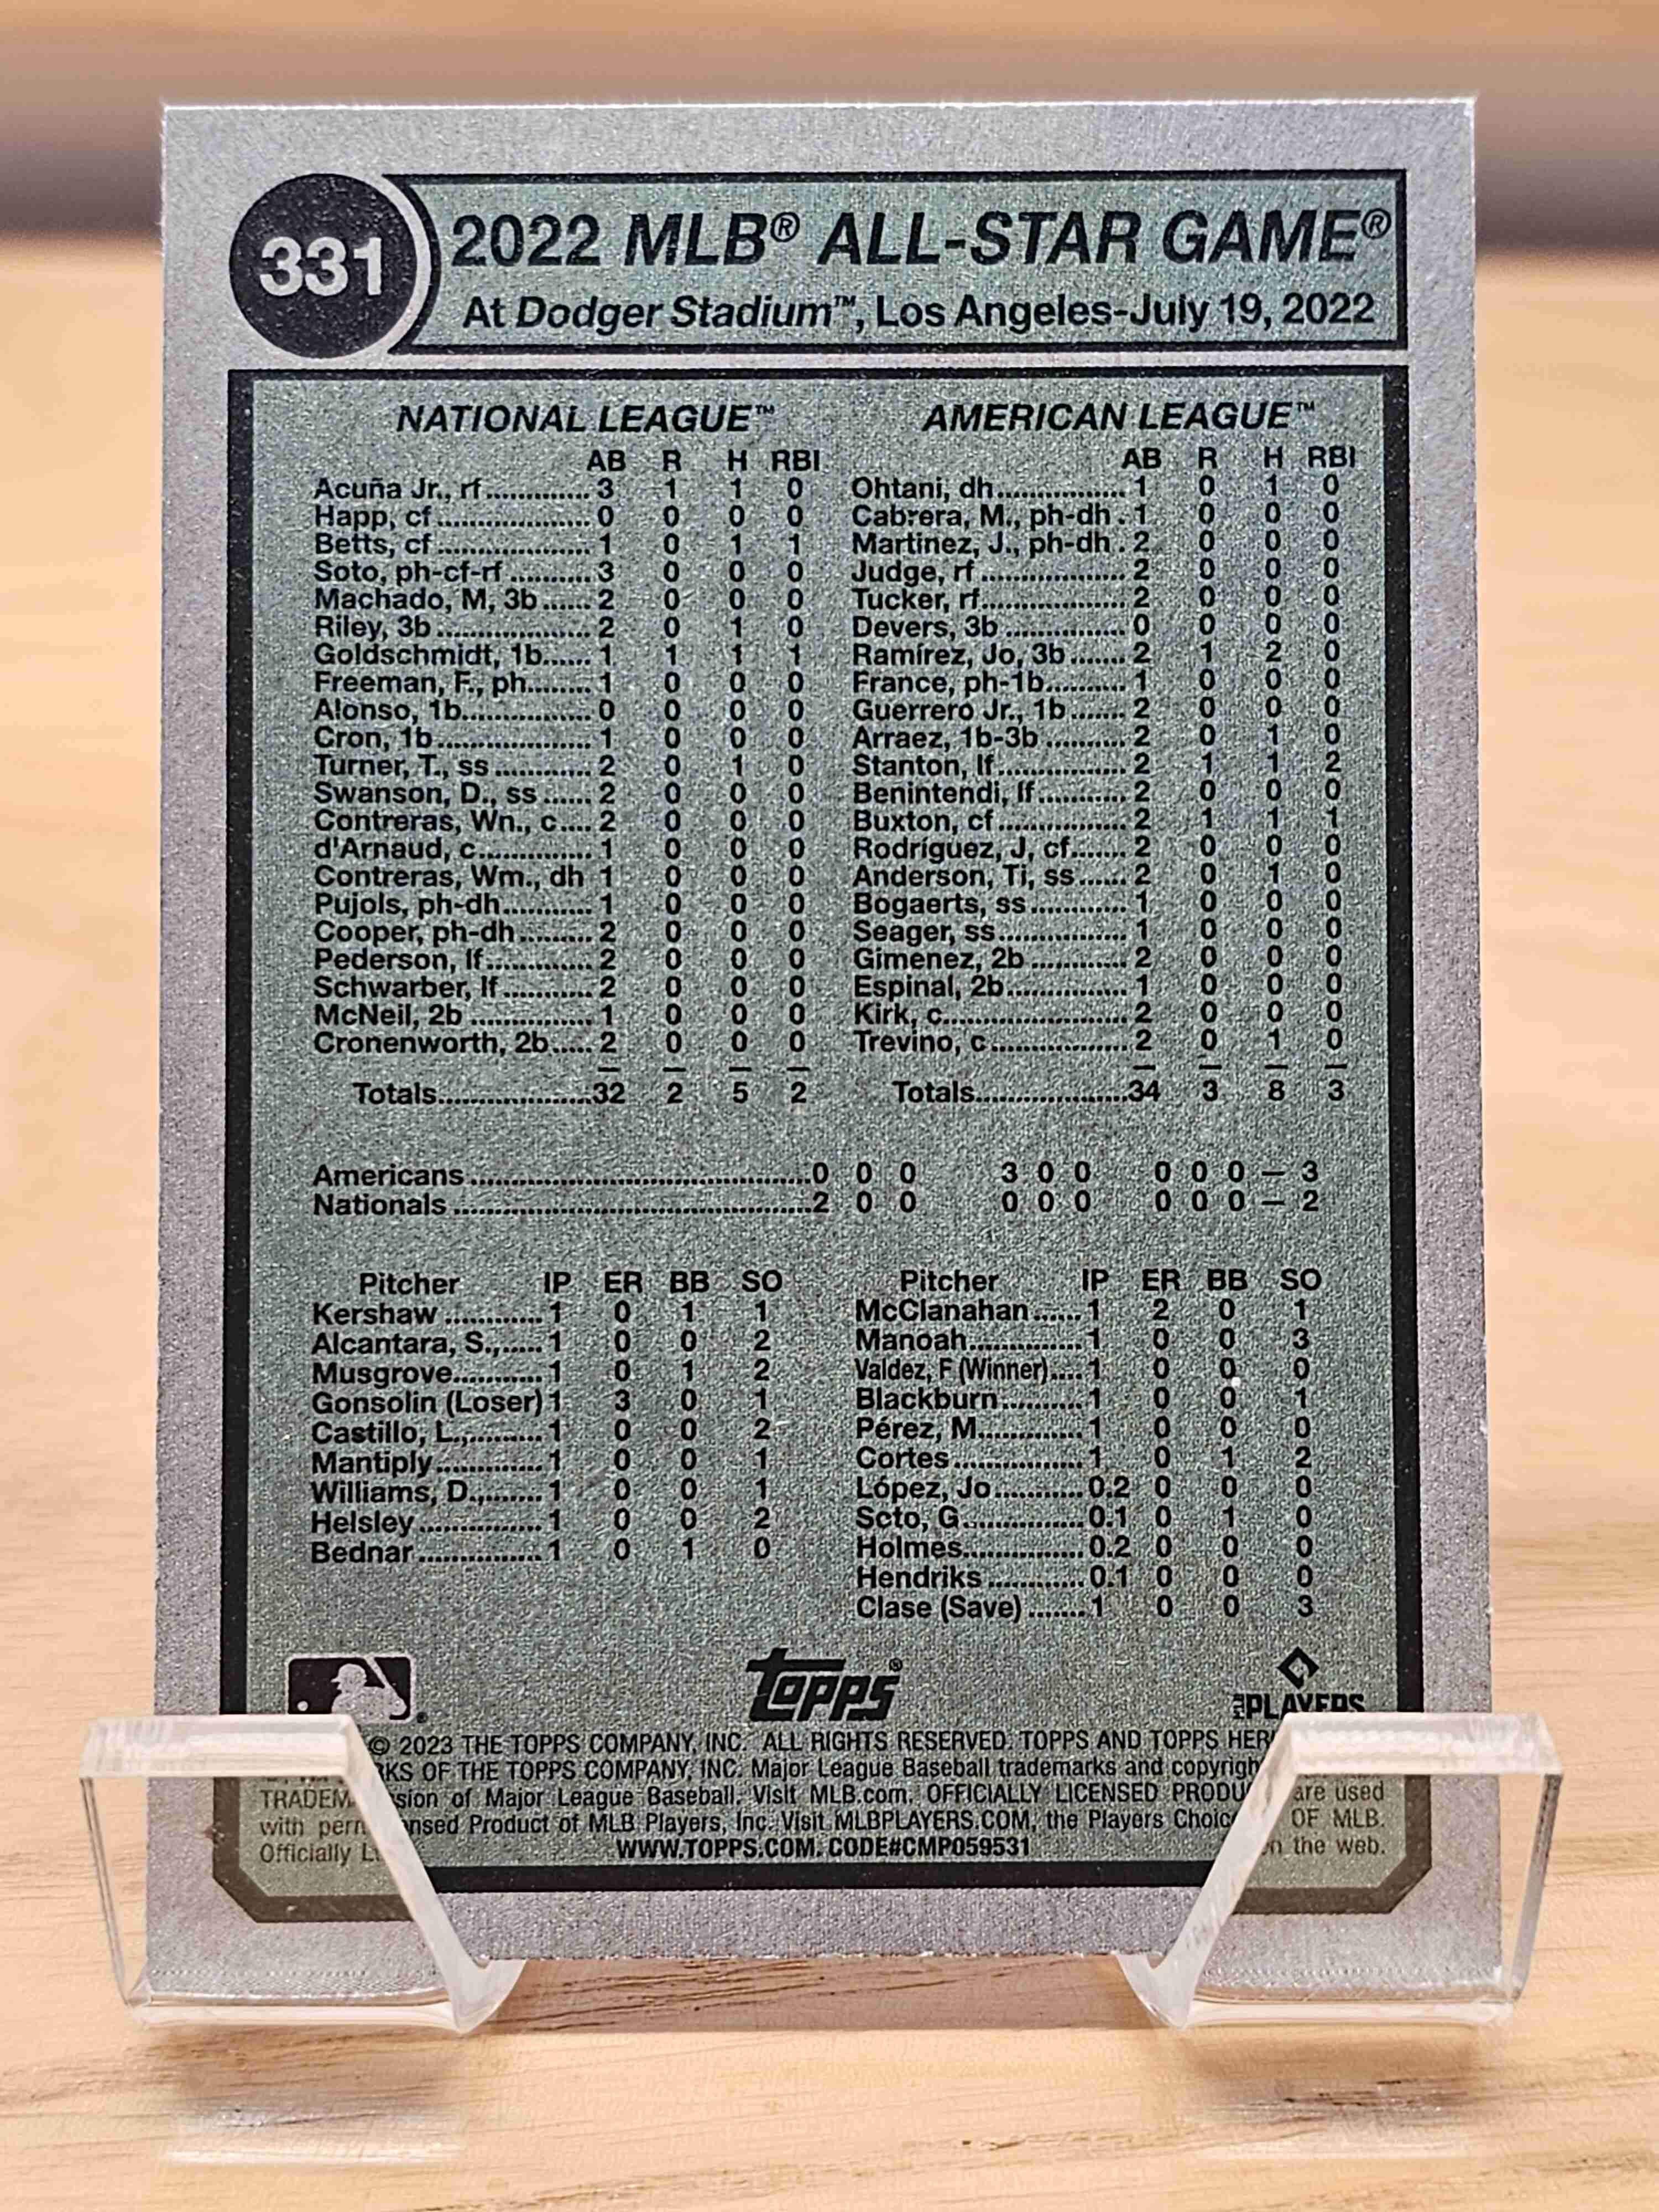 331
2022 MLB® ALL-STAR GAME®
At Dodger Stadium™, Los Angeles-July 19, 2022
NATIONAL LEAGUE™
AB R H RBI
Acuña Jr., rf.............3 1 1 0
Happ, cf...................0 0 0 0
Betts, cf...................1 0 1 1
Soto, ph-cf-rf..........3 0 0 0
Machado, M, 3b......2 0 0 0
Riley, 3b...................2 0 1 0
Goldschmidt, 1b......1 1 1 1
Freeman, F., ph........1 0 0 0
Alonso, 1b................0 0 0 0
Cron, 1b...................1 0 0 0
Turner, T., ss............2 0 1 0
Swanson, D., ss......2 0 0 0
Contreras, Wn., c....2 0 0 0
d'Arnaud, c..............1 0 0 0
Contreras, Wm., dh 1 0 0 0
Pujols, ph-dh...........1 0 0 0
Cooper, ph-dh.........2 0 0 0
Pederson, lf.............2 0 0 0
Schwarber, lf...........2 0 0 0
McNeil, 2b...............1 0 0 0
Cronenworth, 2b.....2 0 0 0
Totals...................32 2 5 2
AMERICAN LEAGUE™
AB R H RBI
Ohtani, dh................1 0 1 0
Cabrera, M., ph-dh.1 0 0 0
Martinez, J., ph-dh.2 0 0 0
Judge, rf..................2 0 0 0
Tucker, rf..................2 0 0 0
Devers, 3b...............0 0 0 0
Ramírez, Jo, 3b.......2 1 2 0
France, ph-1b..........1 0 0 0
Guerrero Jr., 1b.......2 0 0 0
Arraez, 1b-3b..........2 0 1 0
Stanton, lf................2 1 1 2
Benintendi, lf...........2 0 0 0
Buxton, cf................2 1 1 1
Rodríguez, J, cf.......2 0 0 0
Anderson, Ti, ss......2 0 1 0
Bogaerts, ss............1 0 0 0
Seager, ss................1 0 0 0
Gimenez, 2b............2 0 0 0
Espinal, 2b...............1 0 0 0
Kirk, c.......................2 0 0 0
Trevino, c.................2 0 1 0
Totals....................34 3 8 3
Americans..........................................0 0 0 3 0 0 0 0 0 – 3
Nationals............................................2 0 0 0 0 0 0 0 0 – 2
Pitcher IP ER BB SO
Kershaw............1 0 1 1
Alcantara, S.,.....1 0 0 2
Musgrove...........1 0 1 2
Gonsolin (Loser) 1 3 0 1
Castillo, L.,.........1 0 0 2
Mantiply.............1 0 0 1
Williams, D.,.......1 0 0 1
Helsley...............1 0 0 2
Bednar...............1 0 1 0
Pitcher IP ER BB SO
McClanahan......1 2 0 1
Manoah..............1 0 0 3
Valdez, F (Winner)....1 0 0 0
Blackburn..........1 0 0 1
Pérez, M.............1 0 0 0
Cortes................1 0 1 2
López, Jo...........0.2 0 0 0
Soto, G...............0.1 0 1 0
Holmes...............0.2 0 0 0
Hendriks............0.1 0 0 0
Clase (Save).......1 0 0 3
topps®
PLAYERS
© 2023 THE TOPPS COMPANY, INC. ALL RIGHTS RESERVED. TOPPS AND TOPPS
OF THE TOPPS COMPANY, INC. Major League Baseball trademarks and
of Major League Baseball. Visit MLB.com. OFFICIALLY LICENSED are used
with Product of MLB Players, Inc. Visit MLBPLAYERS.COM, the Players OF MLB.
Officially the web.
WWW.TOPPS.COM. CODE#CMP059531